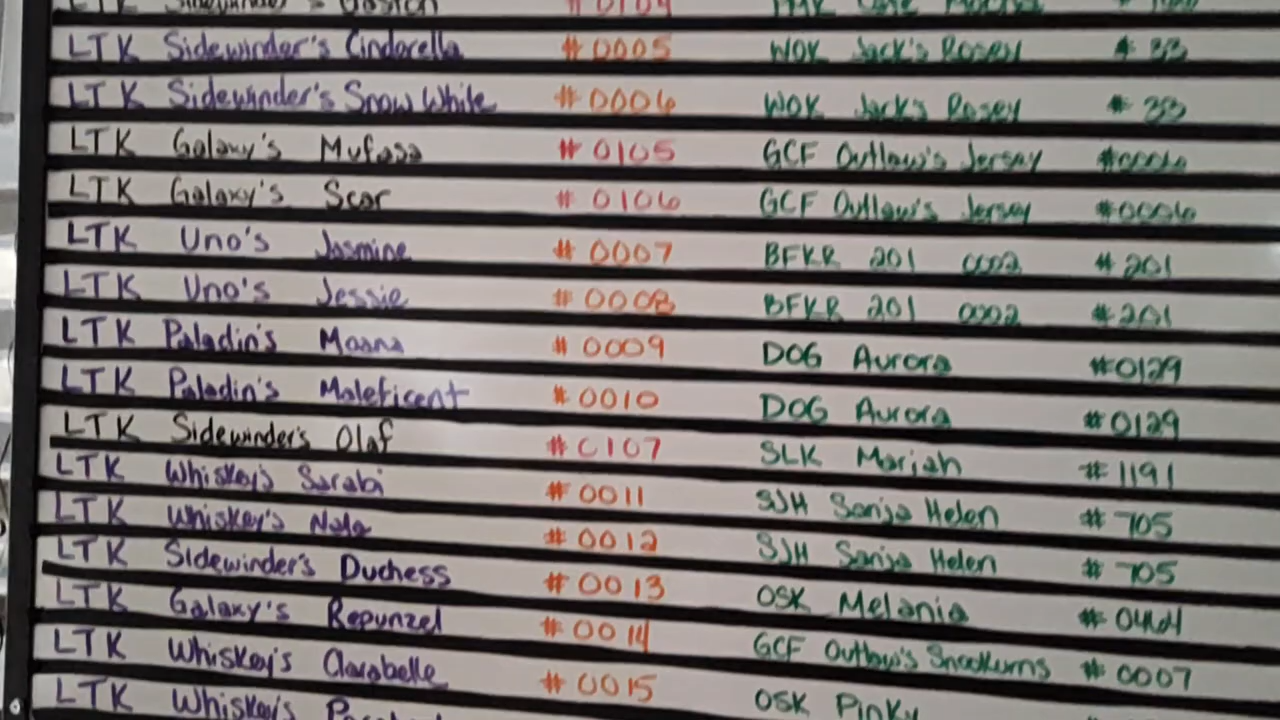 LTK Sidewinder's #0104
LTK Sidewinder's Cinderella #0005 WOK Jack's Rosey #33
LTK Sidewinder's Snow White #0006 WOK Jack's Rosey #33
LTK Galaxy's Mufasa #0105 GCF Outlaw's Jersey #0006
LTK Galaxy's Scar #0106 GCF Outlaw's Jersey #0006
LTK Uno's Jasmine #0007 BFKR 201 0002 #201
LTK Uno's Jessie #0008 BFKR 201 0002 #201
LTK Paladin's Moana #0009 DOG Aurora #0129
LTK Paladin's Maleficent #0010 DOG Aurora #0129
LTK Sidewinder's Olaf #0107 SLK Mariah #1191
LTK Whiskey's Sarabi #0011 SJH Sanja Helen #705
LTK Whiskey's Nala #0012 SJH Sanja Helen #705
LTK Sidewinder's Duchess #0013 OSK Melania
LTK Galaxy's Repunzel #0014 GCF Outlaw's Snookums #0007
LTK Whiskey's Clarabelle #0015 OSK Pinky
LTK Whiskey's